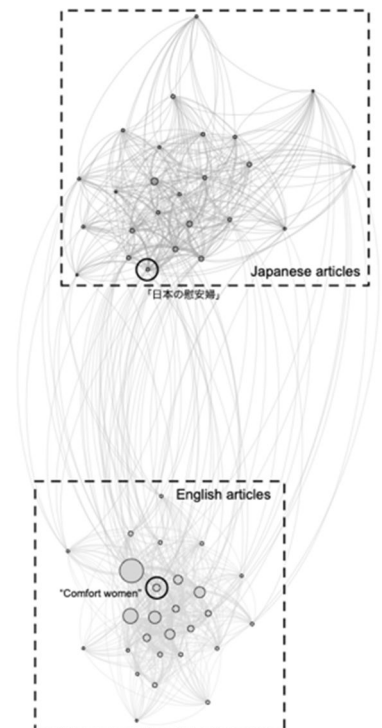 Japanese articles
「日本の慰安婦」
English articles
"Comfort women"